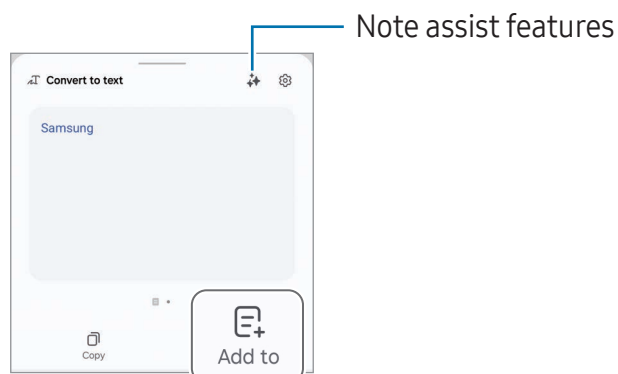 Note assist features
Convert to text
Samsung
Copy
Add to